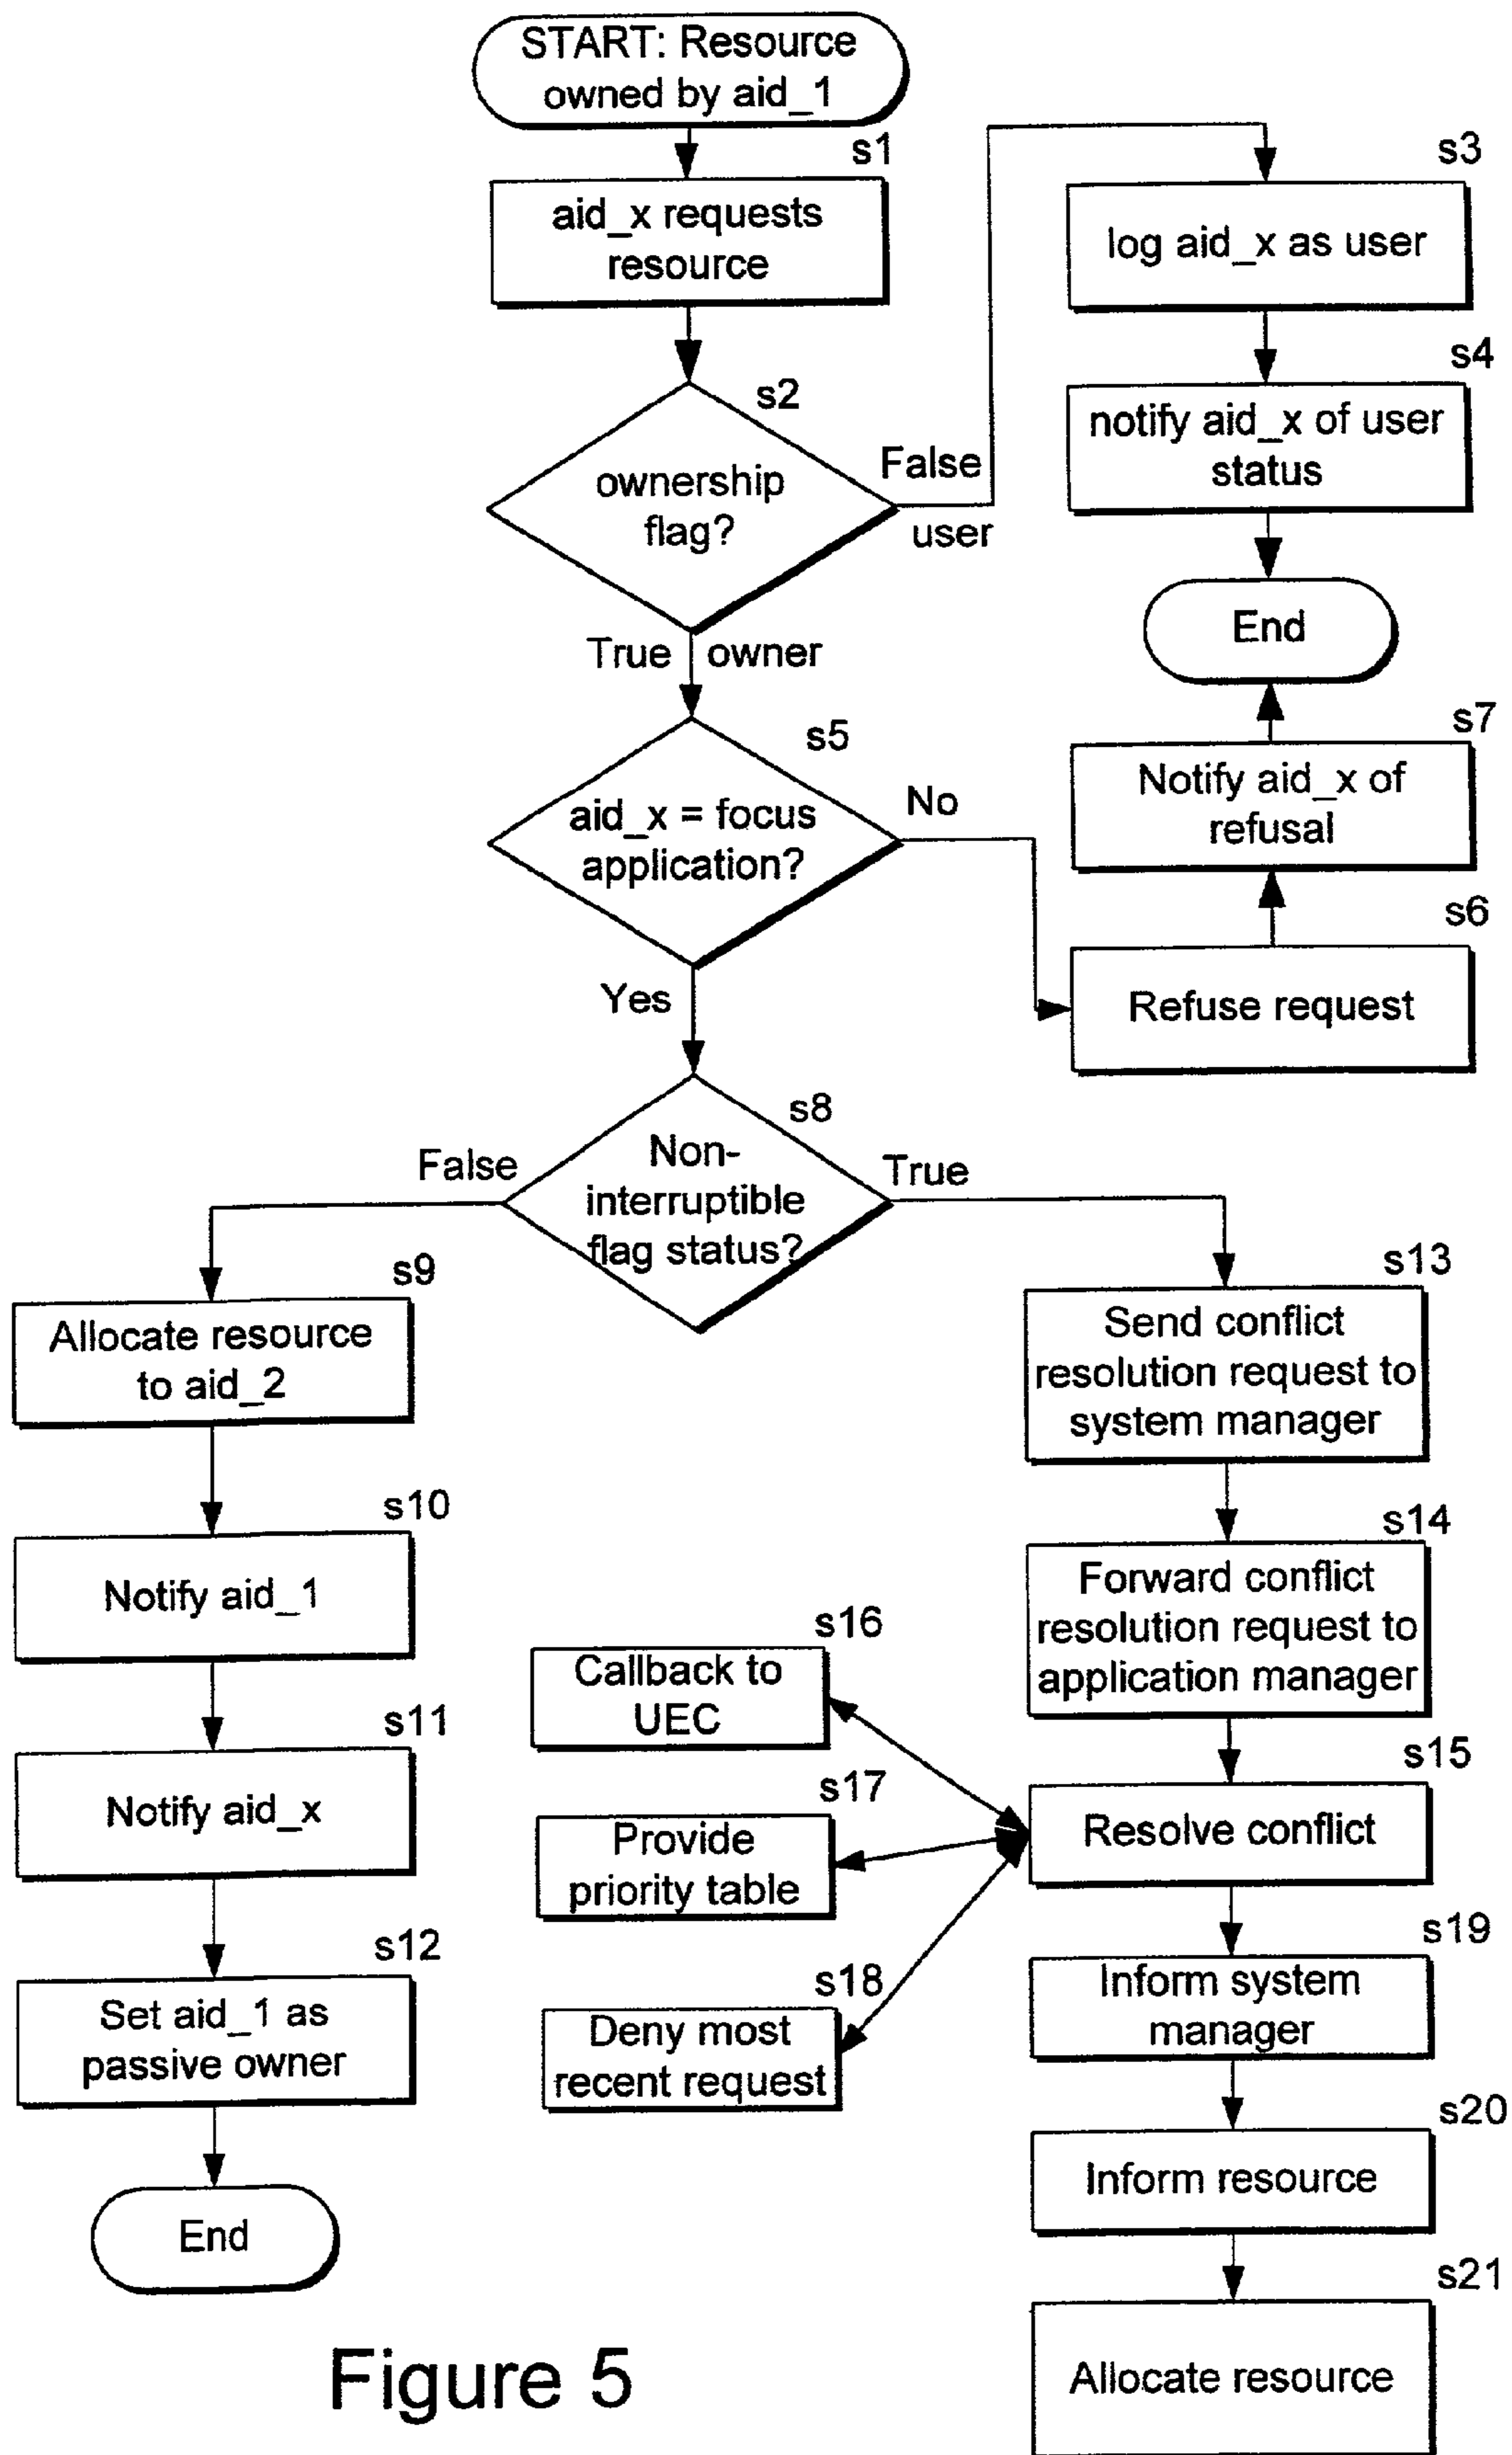 START: Resource
owned by aid_1
s1
aid_x requests
resource
s2
ownership
flag?
False
user
s3
log aid_x as user
s4
notify aid_x of user
status
End
True owner
s5
aid_x = focus
application?
No
s7
Notify aid_x of
refusal
s6
Refuse request
Yes
s8
Non-
interruptible
flag status?
False
True
s9
Allocate resource
to aid_2
s10
Notify aid_1
s11
Notify aid_x
s12
Set aid_1 as
passive owner
End
s13
Send conflict
resolution request to
system manager
s14
Forward conflict
resolution request to
application manager
s15
Resolve conflict
s16
Callback to
UEC
s17
Provide
priority table
s18
Deny most
recent request
s19
Inform system
manager
s20
Inform resource
s21
Allocate resource
Figure 5